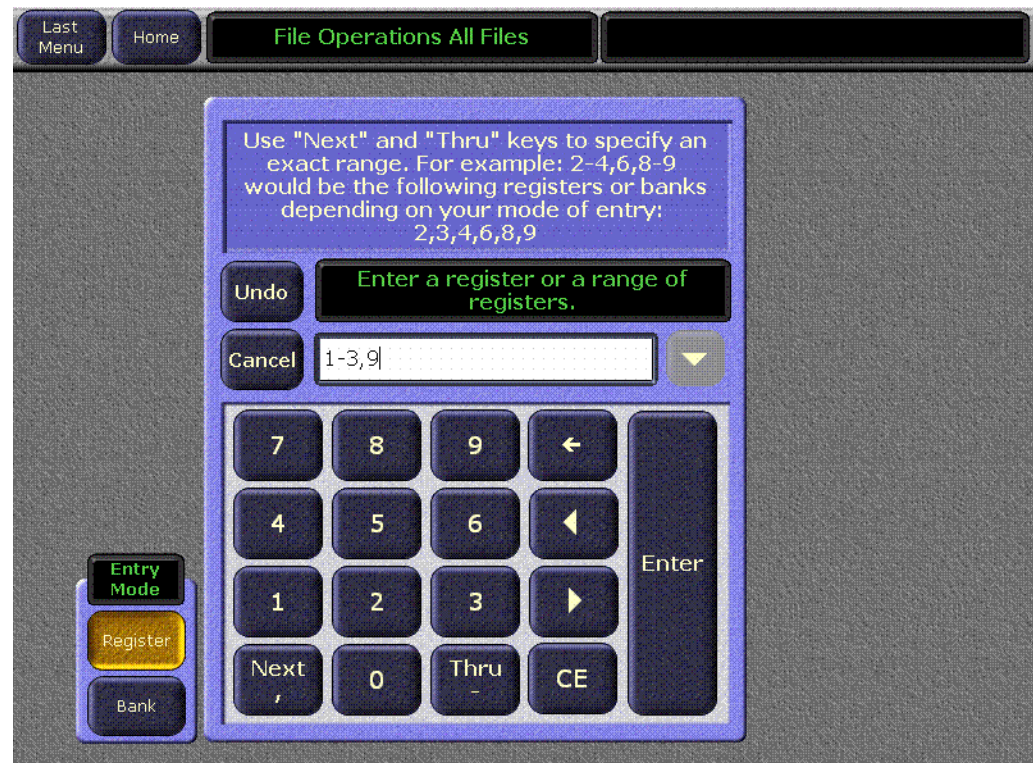 Last
Menu
Home
File Operations All Files
Use "Next" and "Thru" keys to specify an
exact range. For example: 2-4,6,8-9
would be the following registers or banks
depending on your mode of entry:
2,3,4,6,8,9
Undo
Enter a register or a range of
registers.
Cancel
1-3,9
7
8
9
4
5
6
Enter
Entry
Mode
1
2
3
Register
Next
,
0
Thru
-
CE
Bank